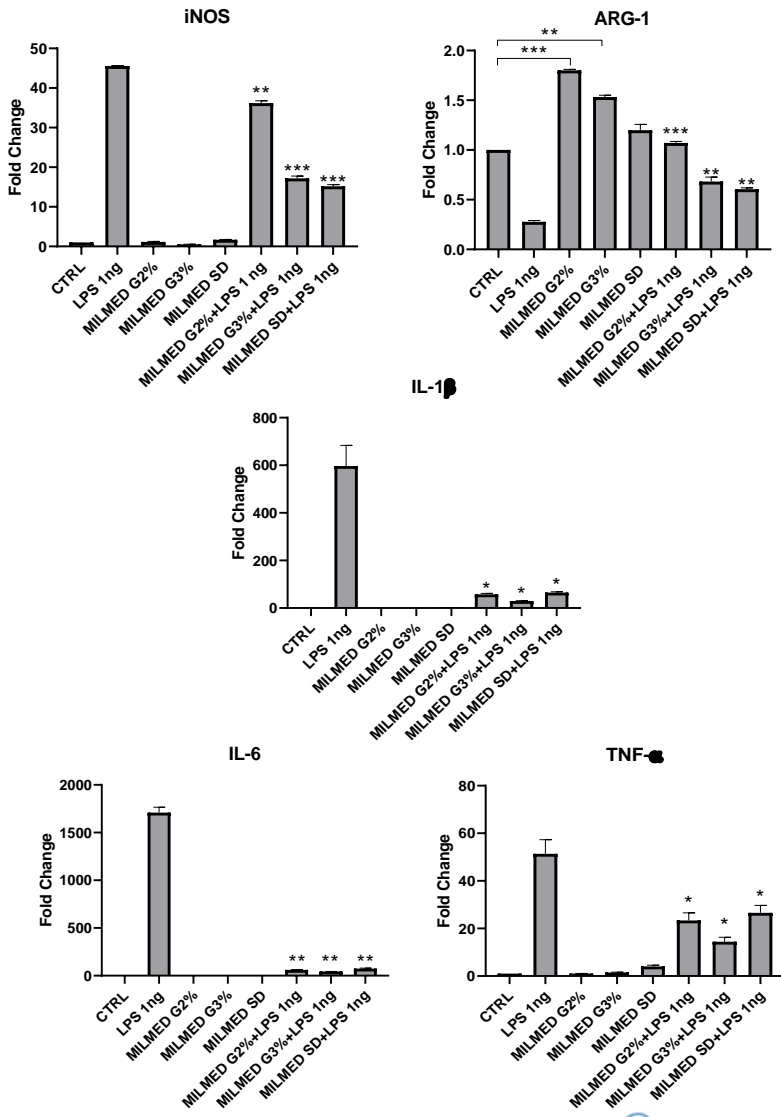 iNOS
Fold Change
50
40
30
20
10
0
**
***
***
CTRL
LPS 1ng
MILMED G2%
MILMED G3%
MILMED SD
MILMED G2%+LPS 1 ng
MILMED G3%+LPS 1ng
MILMED SD+LPS 1ng
ARG-1
Fold Change
2.0
1.5
1.0
0.5
0.0
**
***
***
**
**
CTRL
LPS 1ng
MILMED G2%
MILMED G3%
MILMED SD
MILMED G2%+LPS 1ng
MILMED G3%+LPS 1ng
MILMED SD+LPS 1ng
IL-1β
Fold Change
800
600
400
200
0
*
*
*
CTRL
LPS 1ng
MILMED G2%
MILMED G3%
MILMED SD
MILMED G2%+LPS 1ng
MILMED G3%+LPS 1ng
MILMED SD+LPS 1ng
IL-6
Fold Change
2000
1500
1000
500
0
**
**
**
CTRL
LPS 1ng
MILMED G2%
MILMED G3%
MILMED SD
MILMED G2%+LPS 1ng
MILMED G3%+LPS 1ng
MILMED SD+LPS 1ng
TNF-α
Fold Change
80
60
40
20
0
*
*
*
CTRL
LPS 1ng
MILMED G2%
MILMED G3%
MILMED SD
MILMED G2%+LPS 1ng
MILMED G3%+LPS 1ng
MILMED SD+LPS 1ng